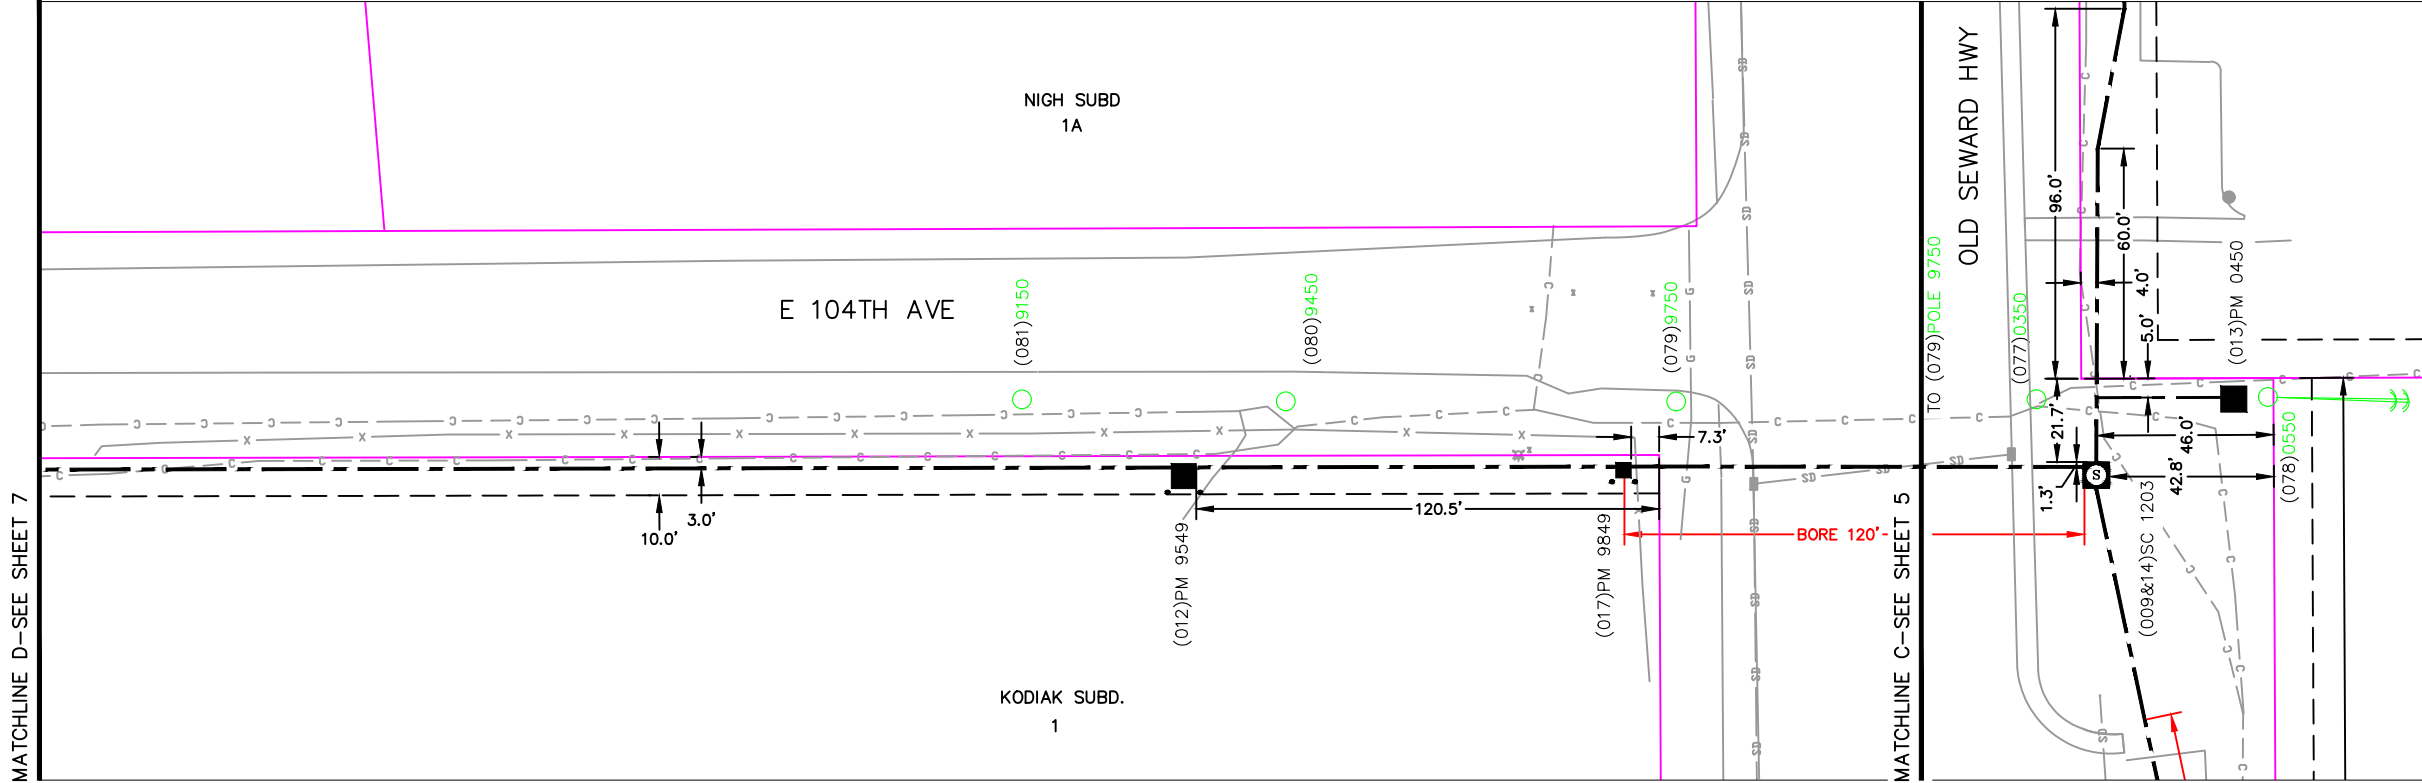 NIGH SUBD
1A
E 104TH AVE
(081)9150
(080)9450
(079)9750
TO (079)POLE 9750
OLD SEWARD HWY
(077)0350
96.0'
60.0'
4.0'
5.0'
(013)PM 0450
21.7'
46.0'
42.8'
1.3'
S
(078)0550
(009&14)SC 1203
7.3'
120.5'
BORE 120'
3.0'
10.0'
(012)PM 9549
(017)PM 9849
KODIAK SUBD.
1
MATCHLINE D-SEE SHEET 7
MATCHLINE C-SEE SHEET 5